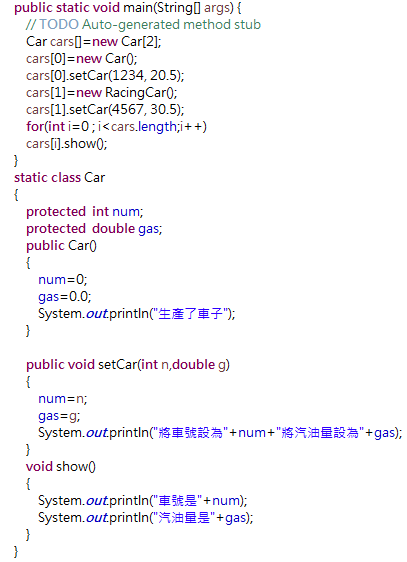 public static void main(String[] args) {
// TODO Auto-generated method stub
Car cars[]=new Car[2];
cars[0]=new Car();
cars[0].setCar(1234, 20.5);
cars[1]=new RacingCar();
cars[1].setCar(4567, 30.5);
for(int i=0 ; i<cars.length;i++)
cars[i].show();
}
static class Car
{
protected  int num;
protected  double gas;
public Car()
{
num=0;
gas=0.0;
System.out.println("生產了車子");
}
public void setCar(int n,double g)
{
num=n;
gas=g;
System.out.println("將車號設為"+num+"將汽油量設為"+gas);
}
void show()
{
System.out.println("車號是"+num);
System.out.println("汽油量是"+gas);
}
}